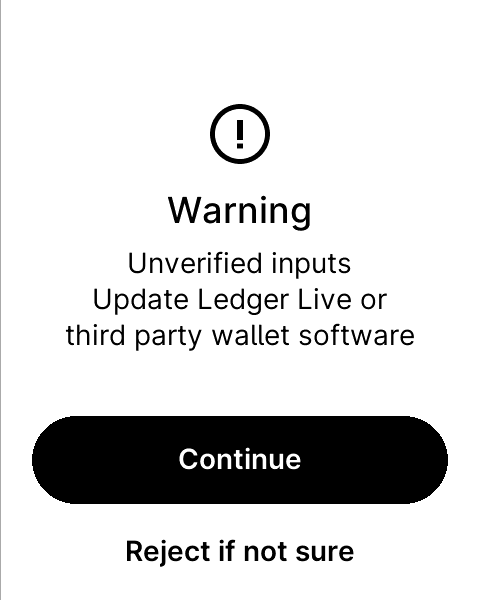 Warning
Unverified inputs
Update Ledger Live or
third party wallet software
Continue
Reject if not sure